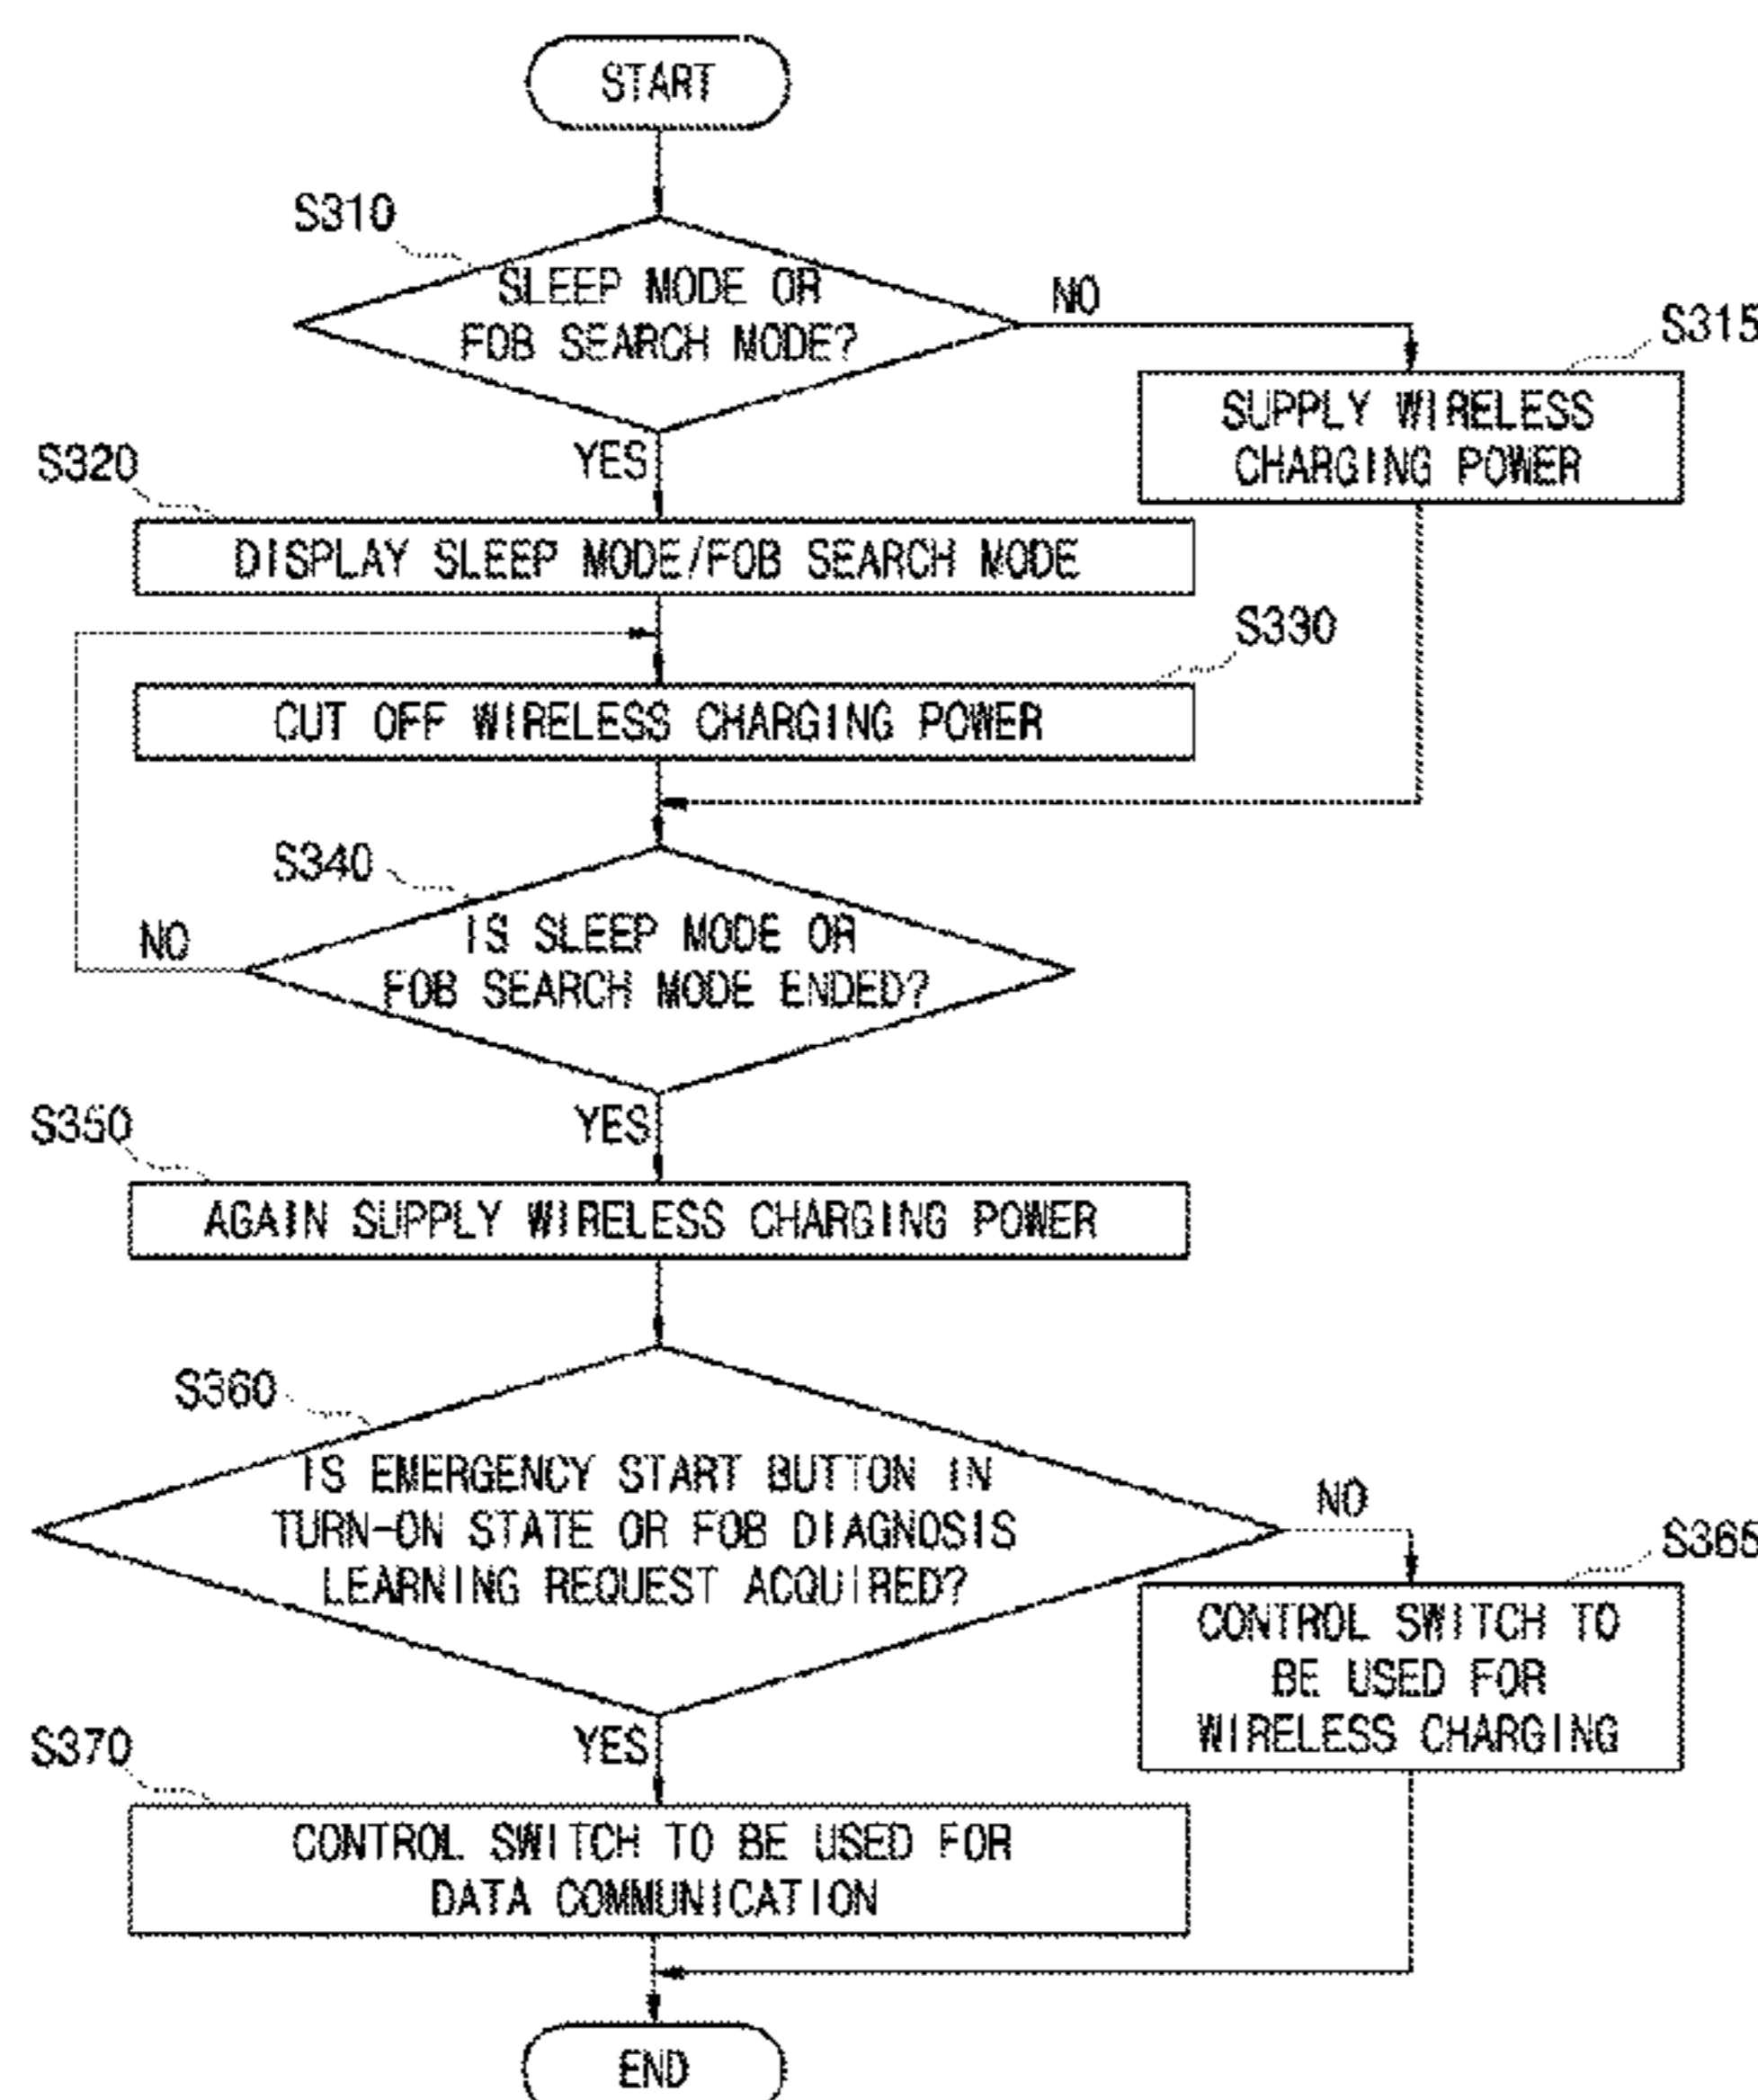 START
S310
SLEEP MODE OR
FOB SEARCH MODE?
NO
S315
SUPPLY WIRELESS
CHARGING POWER
YES
S320
DISPLAY SLEEP MODE/FOB SEARCH MODE
S330
CUT OFF WIRELESS CHARGING POWER
S340
IS SLEEP MODE OR
FOB SEARCH MODE ENDED?
NO
YES
S350
AGAIN SUPPLY WIRELESS CHARGING POWER
S360
IS EMERGENCY START BUTTON IN
TURN-ON STATE OR FOB DIAGNOSIS
LEARNING REQUEST ACQUIRED?
NO
S365
CONTROL SWITCH TO
BE USED FOR
WIRELESS CHARGING
YES
S370
CONTROL SWITCH TO BE USED FOR
DATA COMMUNICATION
END